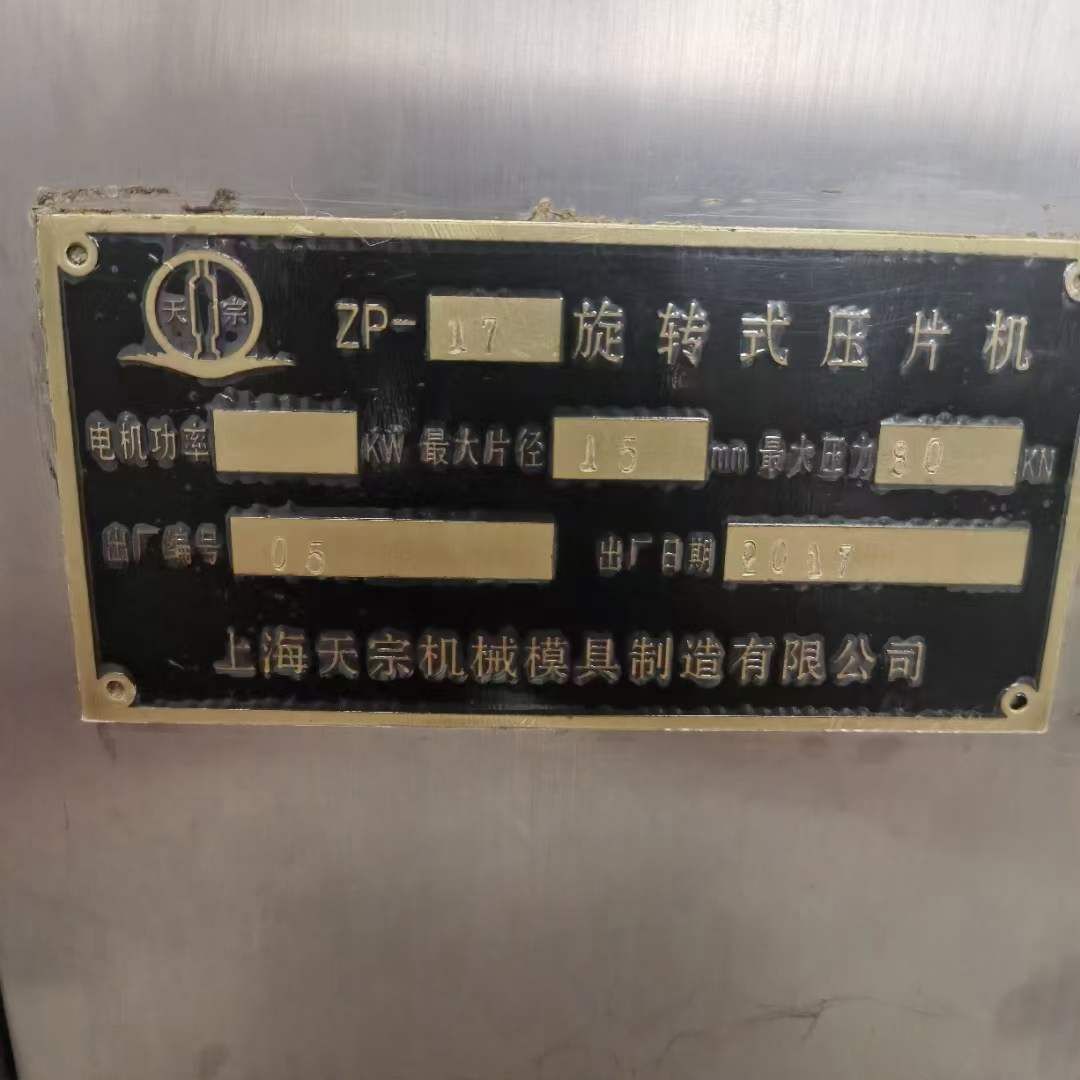 天宗 ZP-17 旋转式压片机
电机功率 KW 最大片径 15 mm 最大压力 80 KN
出厂编号 05 出厂日期 2017
上海天宗机械模具制造有限公司